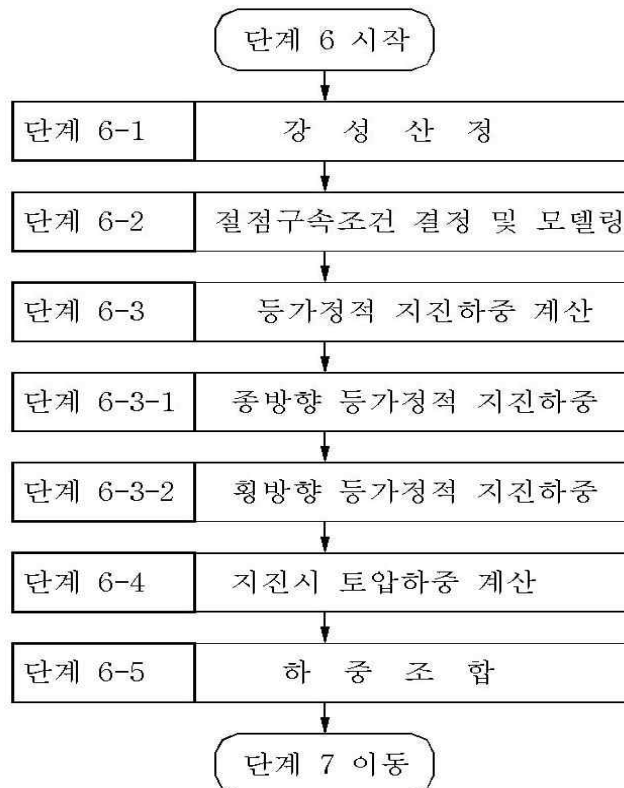 단계 6 시작
단계 6-1 강 성 산 정
단계 6-2 절점구속조건 결정 및 모델링
단계 6-3 등가정적 지진하중 계산
단계 6-3-1 종방향 등가정적 지진하중
단계 6-3-2 횡방향 등가정적 지진하중
단계 6-4 지진시 토압하중 계산
단계 6-5 하 중 조 합
단계 7 이동